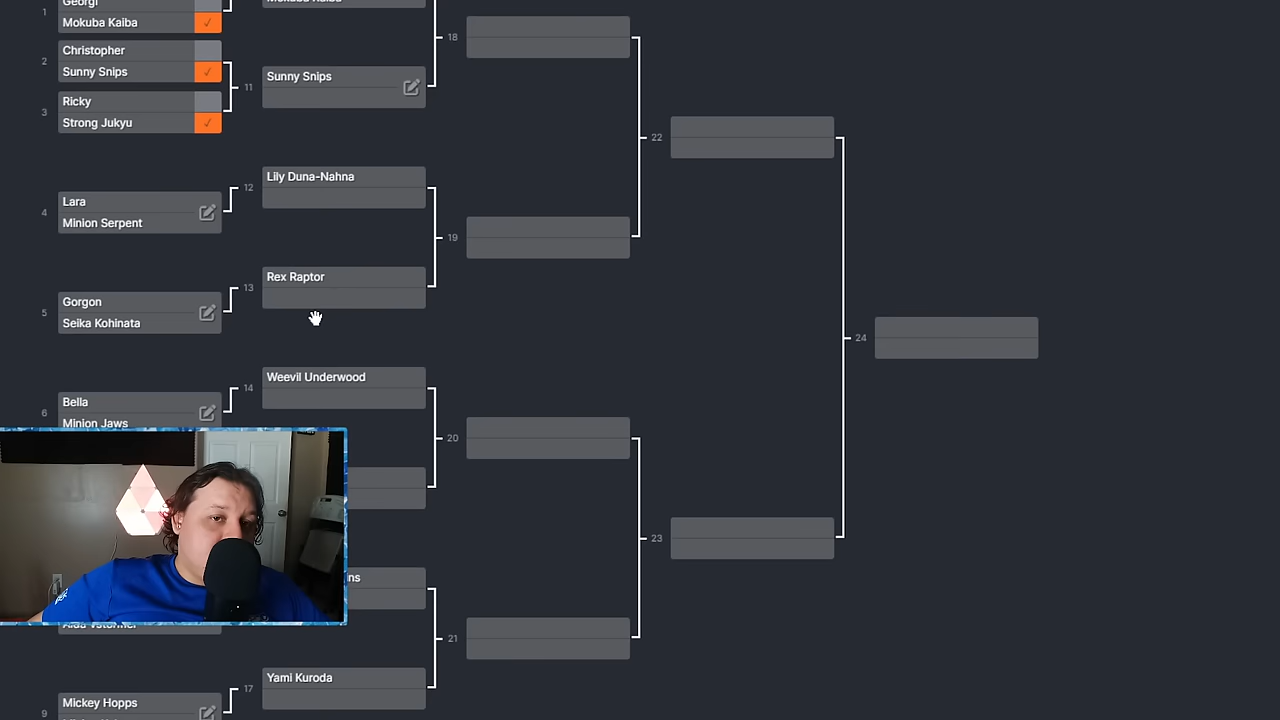 1
Mokuba Kaiba
2
Christopher
Sunny Snips
3
Ricky
Strong Jukyu
11
Sunny Snips
18
4
Lara
Minion Serpent
12
Lily Duna-Nahna
19
5
Gorgon
Seika Kohinata
13
Rex Raptor
22
6
Bella
Minion Jaws
14
Weevil Underwood
20
23
24
17
Yami Kuroda
21
9
Mickey Hopps